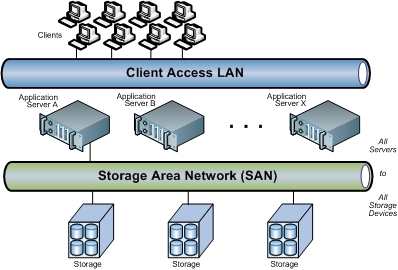 Clients
Client Access LAN
Application
Server A
Application
Server B
Application
Server X
. . .
All
Servers
to
All
Storage
Devices
Storage Area Network (SAN)
Storage
Storage
Storage